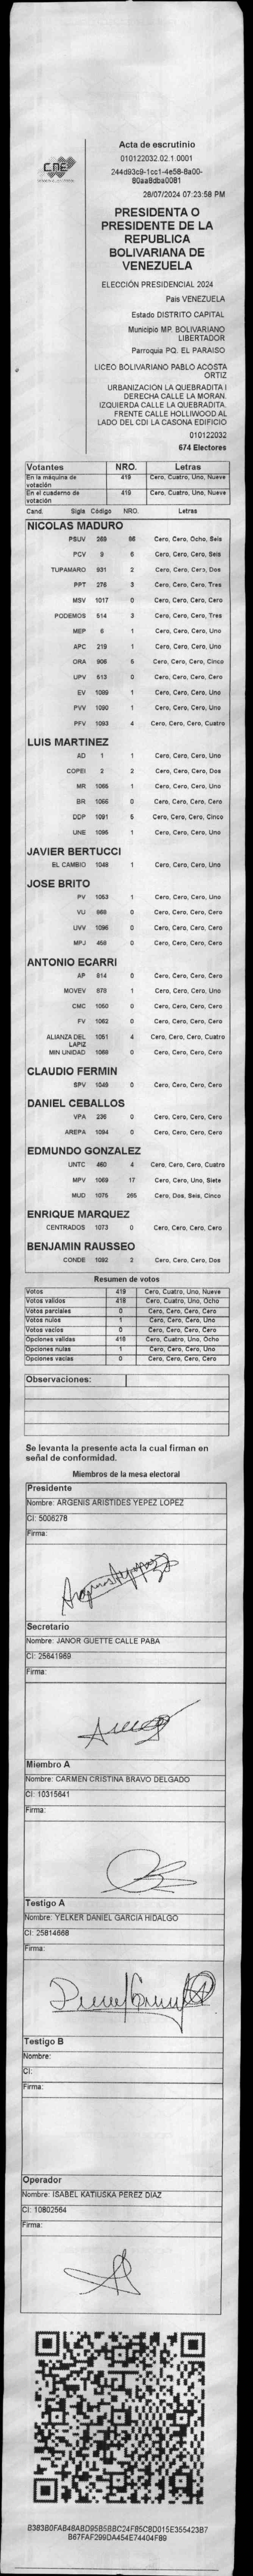 CNE
Acta de escrutinio
010122032.02.1.0001
244d93c9-1cc1-4e58-8a00-
80aa8dba0081
28/07/2024 07:23:58 PM
PRESIDENTA O
PRESIDENTE DE LA
REPUBLICA
BOLIVARIANA DE
VENEZUELA
ELECCIÓN PRESIDENCIAL 2024
Pais VENEZUELA
Estado DISTRITO CAPITAL
Municipio MP. BOLIVARIANO
LIBERTADOR
Parroquia PQ. EL PARAISO
LICEO BOLIVARIANO PABLO ACOSTA
ORTIZ
URBANIZACION LA QUEBRADITA I
DERECHA CALLE LA MORAN.
IZQUIERDA CALLE LA QUEBRADITA.
FRENTE CALLE HOLLIWOOD AL
LADO DEL CDI LA CASONA EDIFICIO
010122032
674 Electores
Votantes NRO. Letras
En la máquina de votación 419 Cero, Cuatro, Uno, Nueve
En el cuaderno de votación 419 Cero, Cuatro, Uno, Nueve
Cand. Sigla Código NRO. Letras
NICOLAS MADURO
PSUV 269 86 Cero, Cero, Ocho, Seis
PCV 9 6 Cero, Cero, Cero, Seis
TUPAMARO 931 2 Cero, Cero, Cero, Dos
PPT 276 3 Cero, Cero, Cero, Tres
MSV 1017 0 Cero, Cero, Cero, Cero
PODEMOS 514 3 Cero, Cero, Cero, Tres
MEP 6 1 Cero, Cero, Cero, Uno
APC 219 1 Cero, Cero, Cero, Uno
ORA 906 5 Cero, Cero, Cero, Cinco
UPV 613 0 Cero, Cero, Cero, Cero
EV 1089 1 Cero, Cero, Cero, Uno
PVV 1090 1 Cero, Cero, Cero, Uno
PFV 1093 4 Cero, Cero, Cero, Cuatro
LUIS MARTINEZ
AD 1 1 Cero, Cero, Cero, Uno
COPEI 2 2 Cero, Cero, Cero, Dos
MR 1065 1 Cero, Cero, Cero, Uno
BR 1066 0 Cero, Cero, Cero, Cero
DDP 1091 5 Cero, Cero, Cero, Cinco
UNE 1095 1 Cero, Cero, Cero, Uno
JAVIER BERTUCCI
EL CAMBIO 1048 1 Cero, Cero, Cero, Uno
JOSE BRITO
PV 1053 1 Cero, Cero, Cero, Uno
VU 868 0 Cero, Cero, Cero, Cero
UVV 1096 0 Cero, Cero, Cero, Cero
MPJ 458 0 Cero, Cero, Cero, Cero
ANTONIO ECARRI
AP 814 0 Cero, Cero, Cero, Cero
MOVEV 878 1 Cero, Cero, Cero, Uno
CMC 1050 0 Cero, Cero, Cero, Cero
FV 1062 0 Cero, Cero, Cero, Cero
ALIANZA DEL LAPIZ 1051 4 Cero, Cero, Cero, Cuatro
MIN UNIDAD 1068 0 Cero, Cero, Cero, Cero
CLAUDIO FERMIN
SPV 1049 0 Cero, Cero, Cero, Cero
DANIEL CEBALLOS
VPA 236 0 Cero, Cero, Cero, Cero
AREPA 1094 0 Cero, Cero, Cero, Cero
EDMUNDO GONZALEZ
UNTC 460 4 Cero, Cero, Cero, Cuatro
MPV 1069 17 Cero, Cero, Uno, Siete
MUD 1075 265 Cero, Dos, Seis, Cinco
ENRIQUE MARQUEZ
CENTRADOS 1073 0 Cero, Cero, Cero, Cero
BENJAMIN RAUSSEO
CONDE 1092 2 Cero, Cero, Cero, Dos
Resumen de votos
Votos 419 Cero, Cuatro, Uno, Nueve
Votos validos 418 Cero, Cuatro, Uno, Ocho
Votos parciales 0 Cero, Cero, Cero, Cero
Votos nulos 1 Cero, Cero, Cero, Uno
Votos vacios 0 Cero, Cero, Cero, Cero
Opciones validas 418 Cero, Cuatro, Uno, Ocho
Opciones nulas 1 Cero, Cero, Cero, Uno
Opciones vacias 0 Cero, Cero, Cero, Cero
Observaciones:
Se levanta la presente acta la cual firman en
señal de conformidad.
Miembros de la mesa electoral
Presidente
Nombre: ARGENIS ARISTIDES YEPEZ LOPEZ
CI: 5006278
Firma:
Secretario
Nombre: JANOR GUETTE CALLE PABA
CI: 25641969
Firma:
Miembro A
Nombre: CARMEN CRISTINA BRAVO DELGADO
CI: 10315641
Firma:
Testigo A
Nombre: YELKER DANIEL GARCIA HIDALGO
CI: 25814668
Firma:
Testigo B
Nombre:
CI:
Firma:
Operador
Nombre: ISABEL KATIUSKA PEREZ DIAZ
CI: 10802564
Firma:
B383B0FAB48ABD95B5BBC24F85C8D015E355423B7
B67FAF299DA454E74404FB9